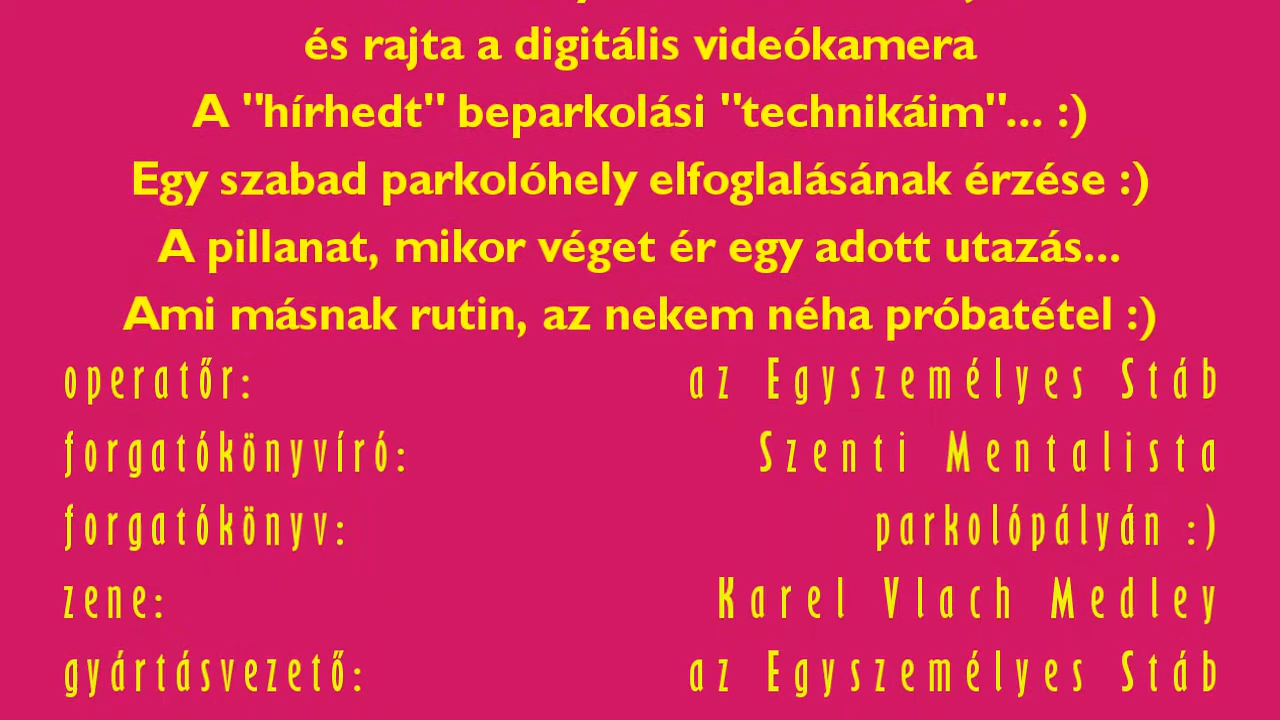 és rajta a digitális videókamera
A "hírhedt" beparkolási "technikáim"... :)
Egy szabad parkolóhely elfoglalásának érzése :)
A pillanat, mikor véget ér egy adott utazás...
Ami másnak rutin, az nekem néha próbatétel :)
operatőr: az Egyszemélyes Stáb
forgatókönyvíró: Szenti Mentalista
forgatókönyv: parkolópályán :)
zene: Karel Vlach Medley
gyártásvezető: az Egyszemélyes Stáb